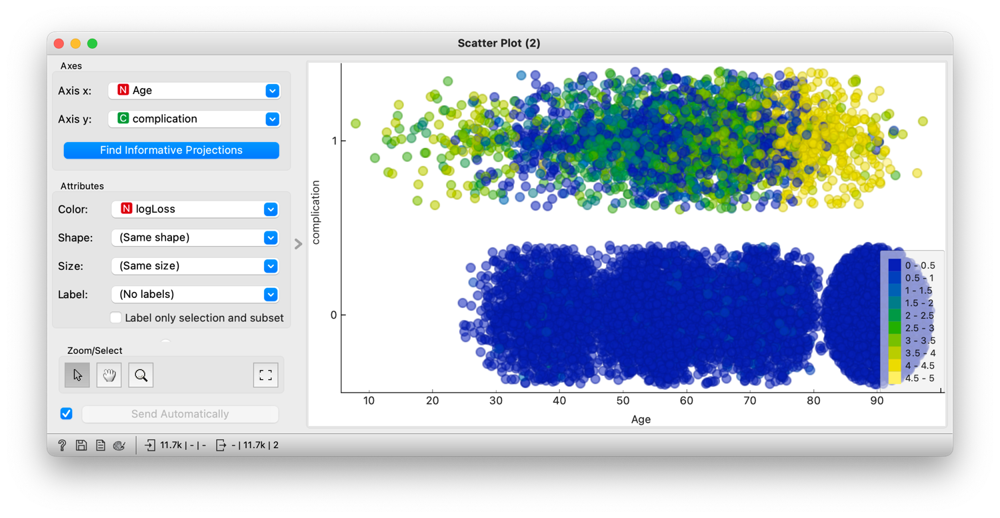 Scatter Plot (2)
Axes
Axis x: N Age
Axis y: C complication
Find Informative Projections
Attributes
Color: N logLoss
Shape: (Same shape)
Size: (Same size)
Label: (No labels)
Label only selection and subset
Zoom/Select
Send Automatically
? 11.7k | - | - - | 11.7k | 2
complication
1
0
10 20 30 40 50 60 70 80 90
Age
0 - 0.5
0.5 - 1
1 - 1.5
1.5 - 2
2 - 2.5
2.5 - 3
3 - 3.5
3.5 - 4
4 - 4.5
4.5 - 5